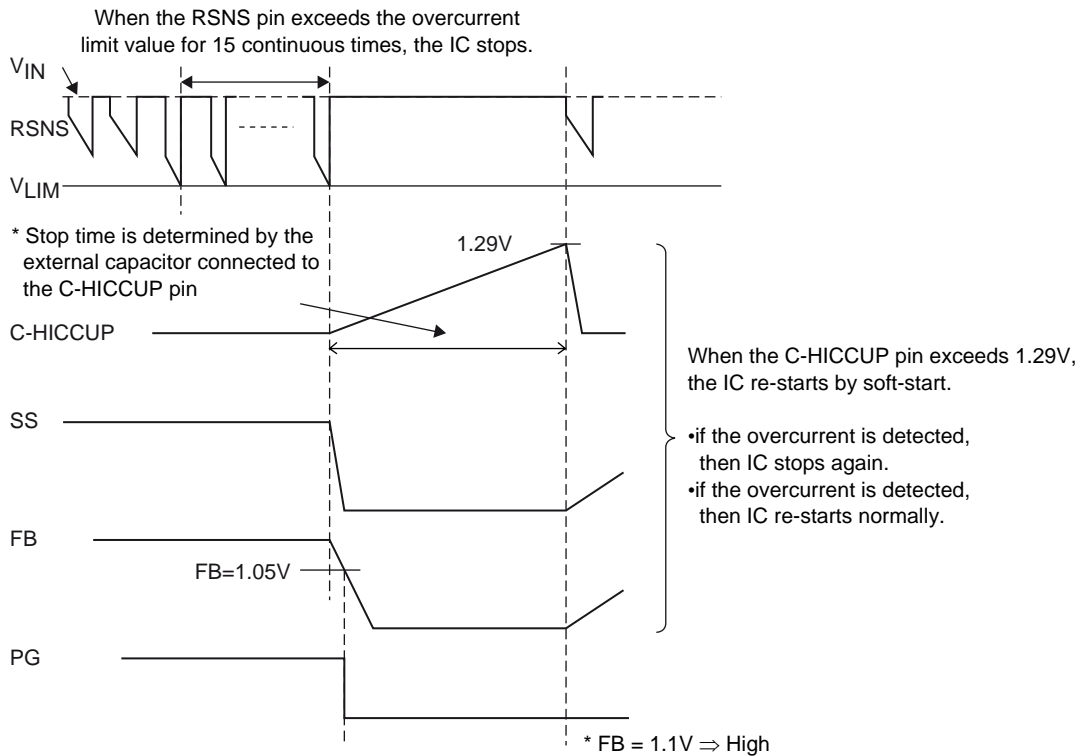 When the RSNS pin exceeds the overcurrent
limit value for 15 continuous times, the IC stops.
VIN
RSNS
VLIM
* Stop time is determined by the
external capacitor connected to
the C-HICCUP pin
1.29V
C-HICCUP
When the C-HICCUP pin exceeds 1.29V,
the IC re-starts by soft-start.
SS
•if the overcurrent is detected,
then IC stops again.
•if the overcurrent is detected,
then IC re-starts normally.
FB
FB=1.05V
PG
* FB = 1.1V ⇒ High